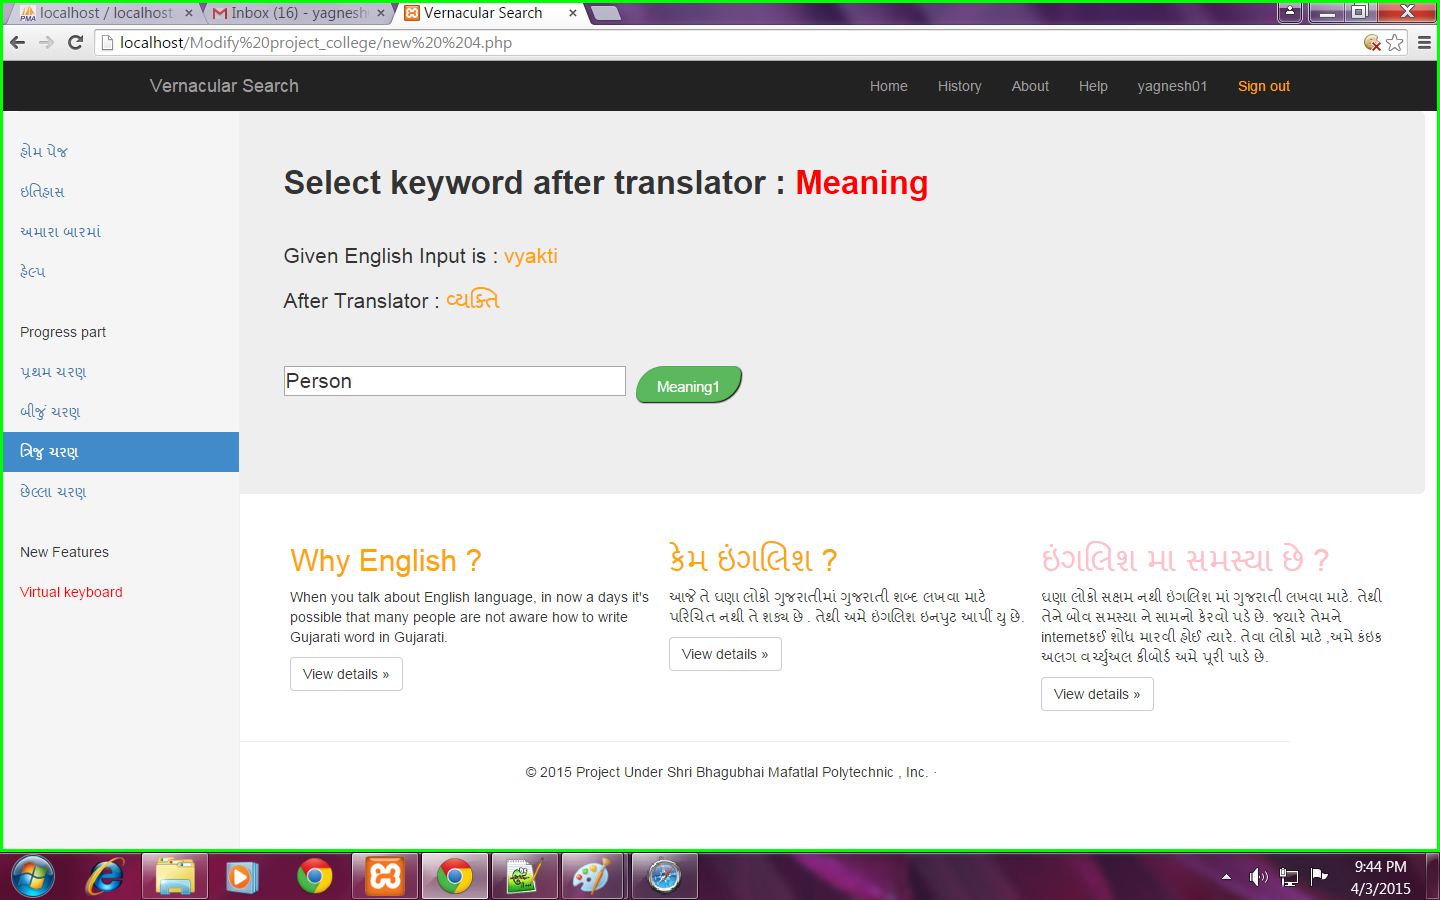 localhost / localhost
Inbox (16) - yagnesh
Vernacular Search
localhost/Modify%20project_college/new%20%204.php
Vernacular Search
Home
History
About
Help
yagnesh01
Sign out
હોમ પેજ
ઇતિહાસ
અમારા બારમાં
હેલ્પ
Progress part
પ્રથમ ચરણ
બીજું ચરણ
ત્રિજુ ચરણ
છેલ્લા ચરણ
New Features
Virtual keyboard
Select keyword after translator : Meaning
Given English Input is : vyakti
After Translator : વ્યક્તિ
Person
Meaning1
Why English ?
When you talk about English language, in now a days it's
possible that many people are not aware how to write
Gujarati word in Gujarati.
View details »
કેમ ઇંગલિશ ?
આજે તે ઘણા લોકો ગુજરાતીમાં ગુજરાતી શબ્દ લખવા માટે
પરિચિત નથી તે શક્ય છે . તેથી અમે ઇંગલિશ ઇનપુટ આપીં યુ છે.
View details »
ઇંગલિશ મા સમસ્યા છે ?
ઘણા લોકો સક્ષમ નથી ઇંગલિશ માં ગુજરાતી લખવા માટે. તેથી
તેને બોવ સમસ્યા ને સામનો કેરવો પડે છે. જયારે તેમને
internetકઈ શોધ મારવી હોઈ ત્યારે. તેવા લોકો માટે ,અમે કંઇક
અલગ વર્ચ્યુંઅલ કીબોર્ડ અમે પૂરી પાડે છે.
View details »
© 2015 Project Under Shri Bhagubhai Mafatlal Polytechnic , Inc. ·
9:44 PM
4/3/2015